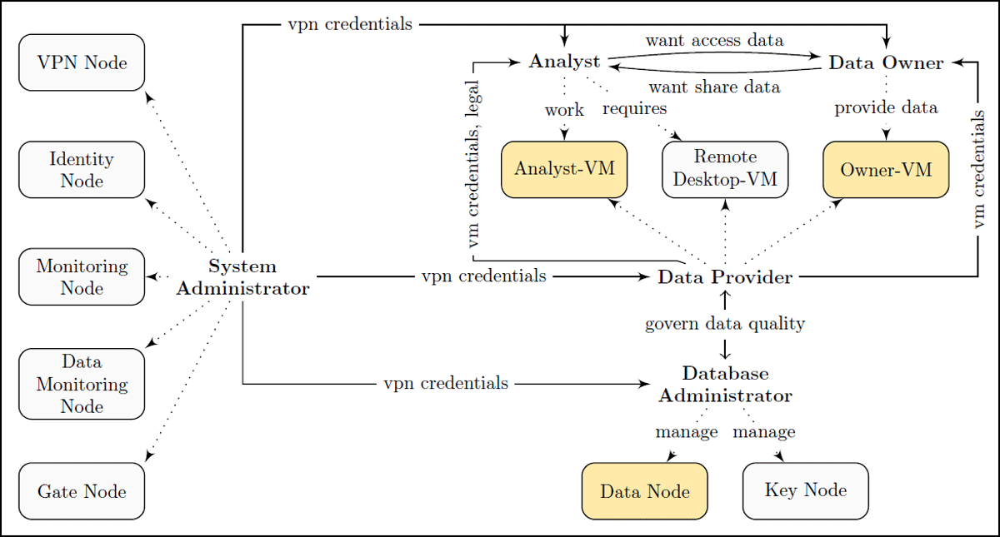 vpn credentials
VPN Node
Analyst
want access data
Data Owner
want share data
vm credentials, legal
work
requires
provide data
vm credentials
Identity
Node
Analyst-VM
Remote
Desktop-VM
Owner-VM
Monitoring
Node
System
Administrator
vpn credentials
Data Provider
govern data quality
Data
Monitoring
Node
vpn credentials
Database
Administrator
manage
manage
Gate Node
Data Node
Key Node